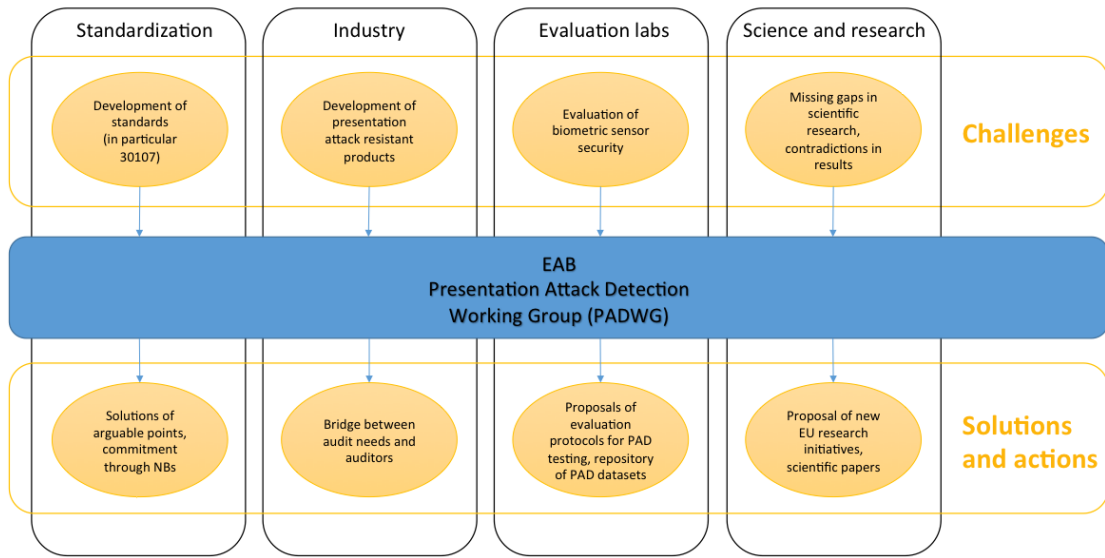 Standardization
Industry
Evaluation labs
Science and research
Development of
standards
(in particular
30107)
Development of
presentation
attack resistant
products
Evaluation of
biometric sensor
security
Missing gaps in
scientific
research,
contradictions in
results
Challenges
EAB
Presentation Attack Detection
Working Group (PADWG)
Solutions of
arguable points,
commitment
through NBs
Bridge between
audit needs and
auditors
Proposals of
evaluation
protocols for PAD
testing, repository
of PAD datasets
Proposal of new
EU research
initiatives,
scientific papers
Solutions
and actions